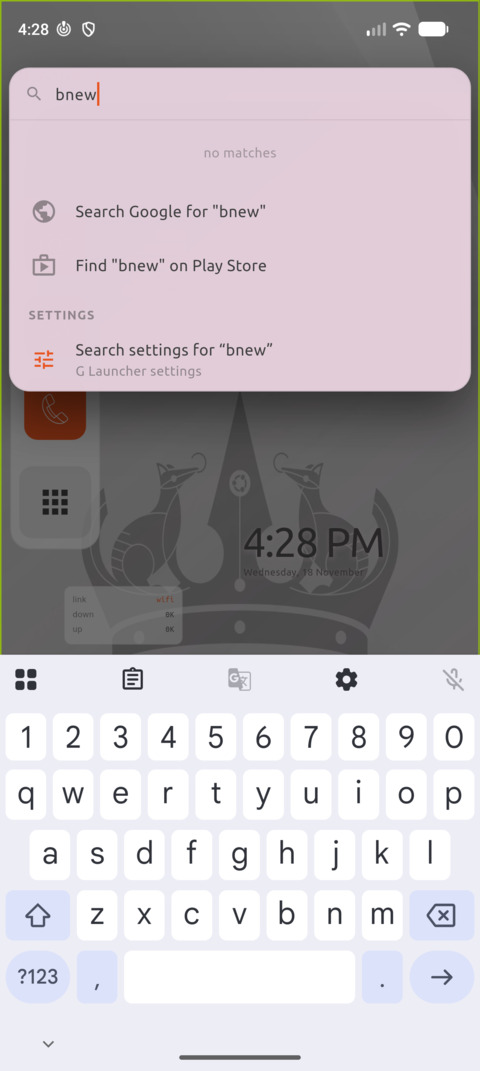 4:28
bnew
no matches
Search Google for "bnew"
Find "bnew" on Play Store
SETTINGS
Search settings for “bnew”
G Launcher settings
4:28 PM
Wednesday, 18 November
link wifi
down 0K
up 0K
1 2 3 4 5 6 7 8 9 0
q w e r t y u i o p
a s d f g h j k l
z x c v b n m
?123 , .